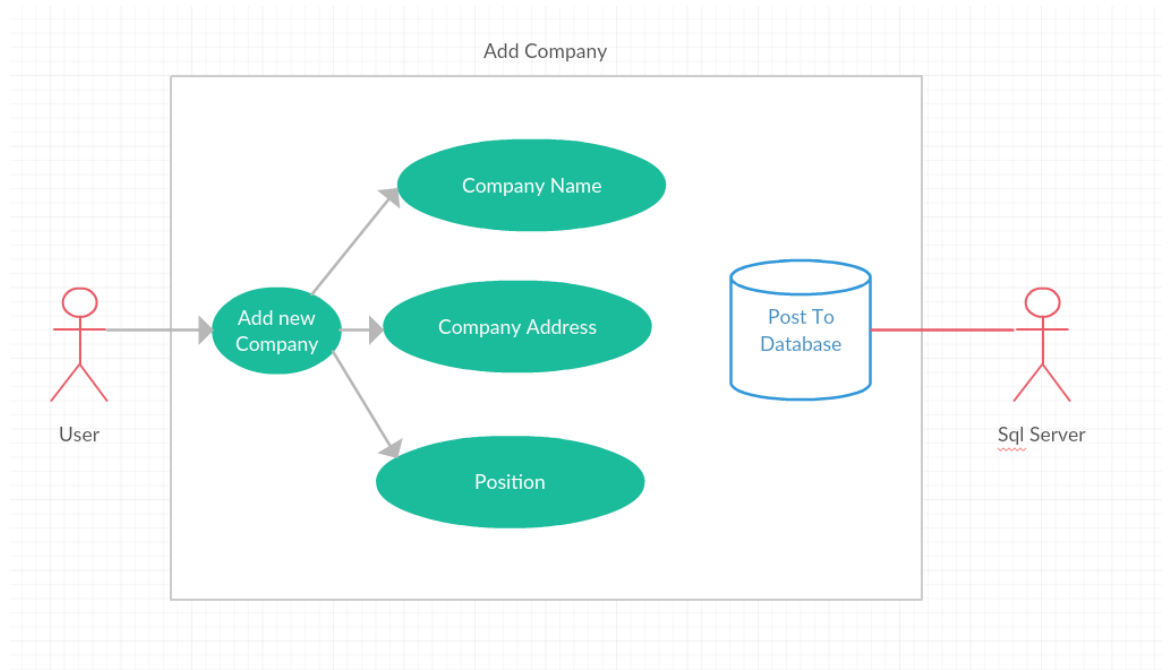 Add Company
Company Name
Add new
Company
Company Address
Post To
Database
User
Sql Server
Position